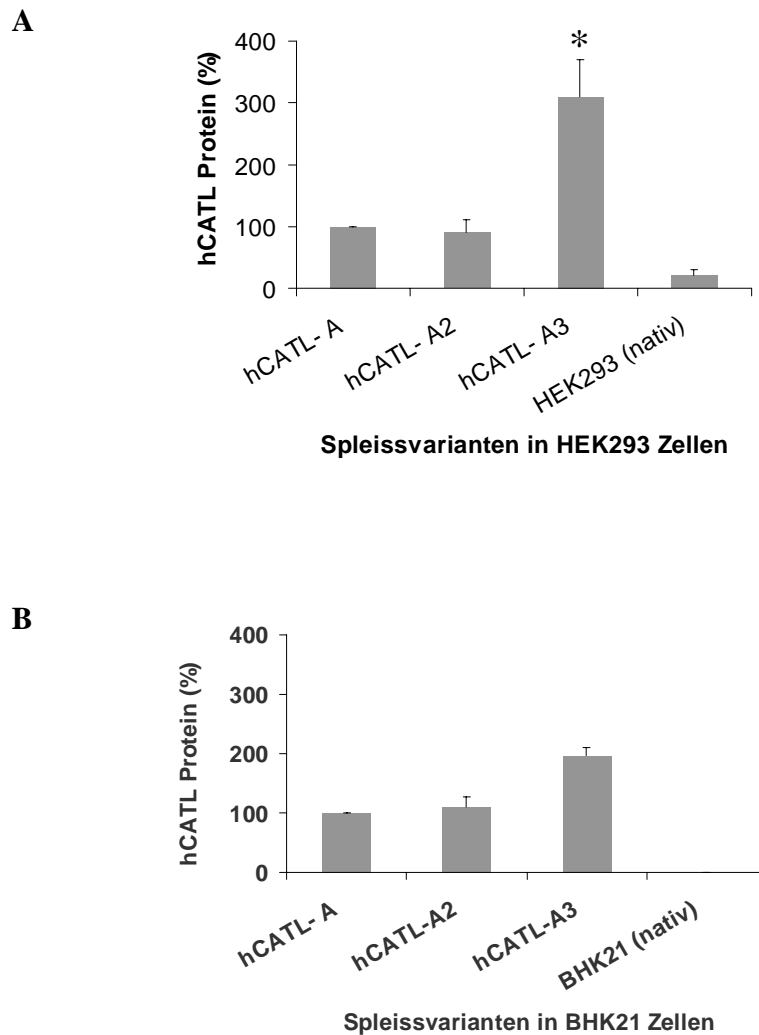 A
hCATL Protein (%)
400
300
200
100
0
*
hCATL- A
hCATL- A2
hCATL- A3
HEK293 (nativ)
Spleissvarianten in HEK293 Zellen
B
hCATL Protein (%)
400
300
200
100
0
hCATL- A
hCATL-A2
hCATL-A3
BHK21 (nativ)
Spleissvarianten in BHK21 Zellen